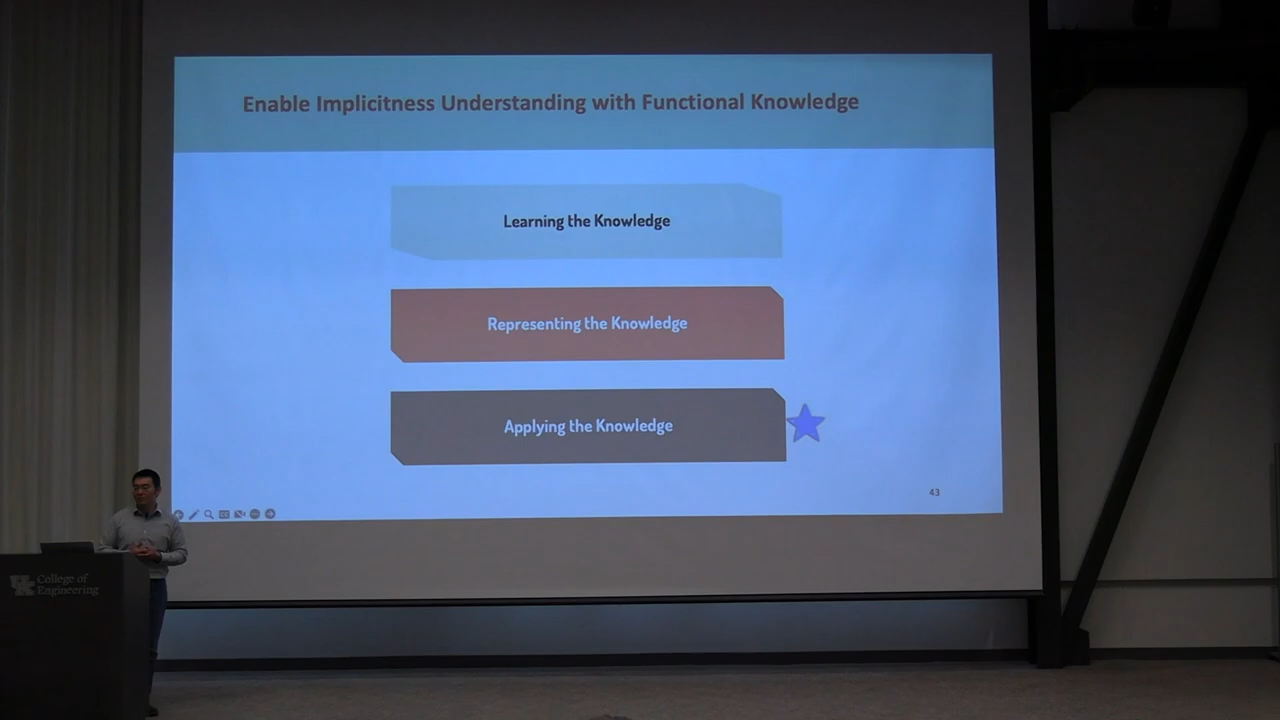 Enable Implicitness Understanding with Functional Knowledge
Learning the Knowledge
Representing the Knowledge
Applying the Knowledge
43
College of
Engineering